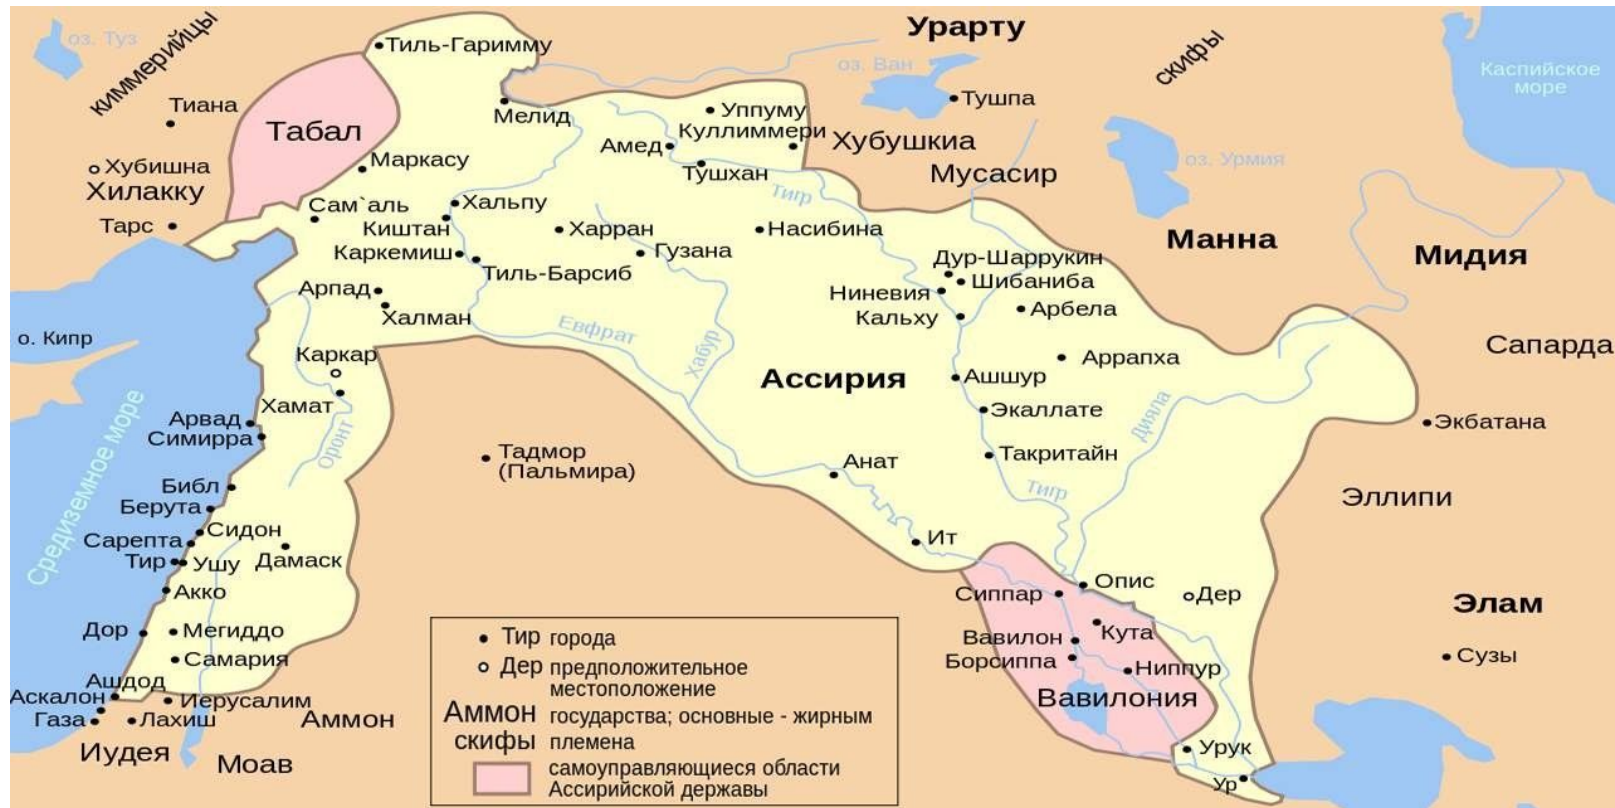 киммерийцы
оз. Туз
Тиль-Гаримму
Урарту
оз. Ван
скифы
Каспийское
море
Тиана
Табал
Мелид
Уппуму
Куллиммери
Тушпа
Хубушкиа
Амед
Тушхан
Мусасир
оз. Урмия
Хубишна
Хилакку
Маркасу
Тигр
Тарс
Сам`аль
Хальпу
Киштан
Харран
Насибина
Манна
Мидия
Каркемиш
Гузана
Тиль-Барсиб
Дур-Шаррукин
Шибаниба
Ниневия
Арпад
Халман
Кальху
Арбела
о. Кипр
Евфрат
Хабур
Сапарда
Каркар
Аррапха
Ассирия
Ашшур
Хамат
Экаллате
Арвад
Симирра
Оронт
Дияла
Экбатана
Средиземное море
Тадмор
(Пальмира)
Анат
Такритайн
Тигр
Эллипи
Библ
Берута
Сидон
Сарепта
Тир
Ушу
Дамаск
Ит
Акко
Опис
Сиппар
Дер
Элам
Дор
Мегиддо
Кута
Вавилон
Борсиппа
Ниппур
Сузы
Самария
Ашдод
Аскалон
Иерусалим
Газа
Лахиш
Аммон
Вавилония
Иудея
Моав
Урук
Ур
Тир города
Дер предположительное
местоположение
Аммон государства; основные - жирным
скифы племена
самоуправляющиеся области
Ассирийской державы